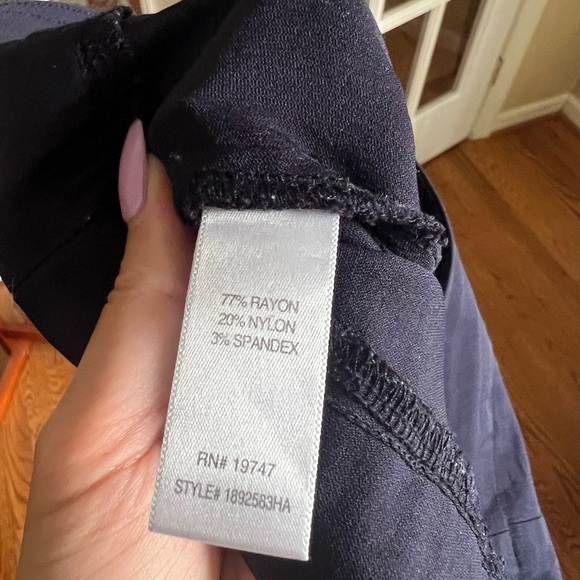 77% RAYON
20% NYLON
3% SPANDEX
RN# 19747
STYLE# 1892583HA